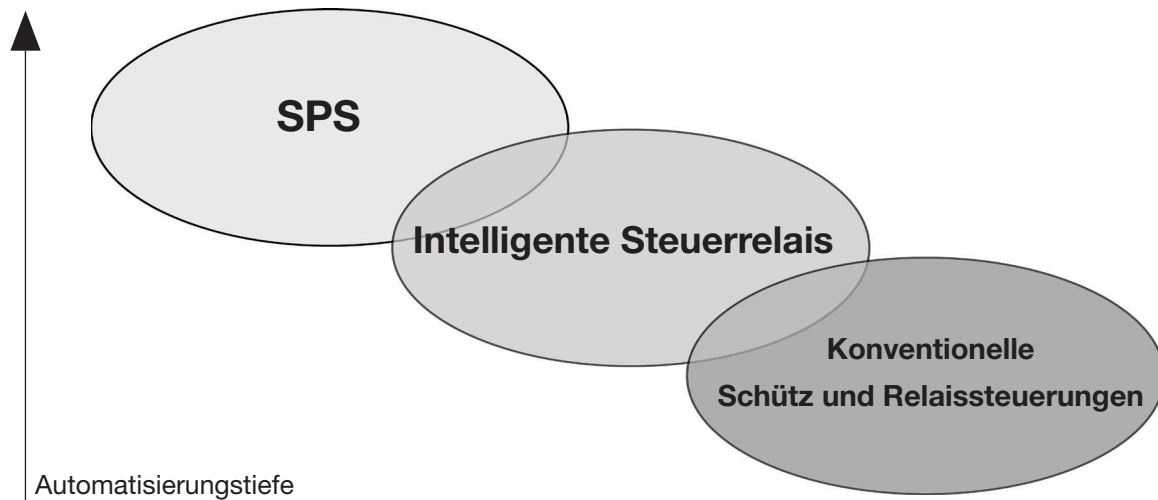 SPS
Intelligente Steuerrelais
Konventionelle
Schütz und Relaissteuerungen
Automatisierungstiefe